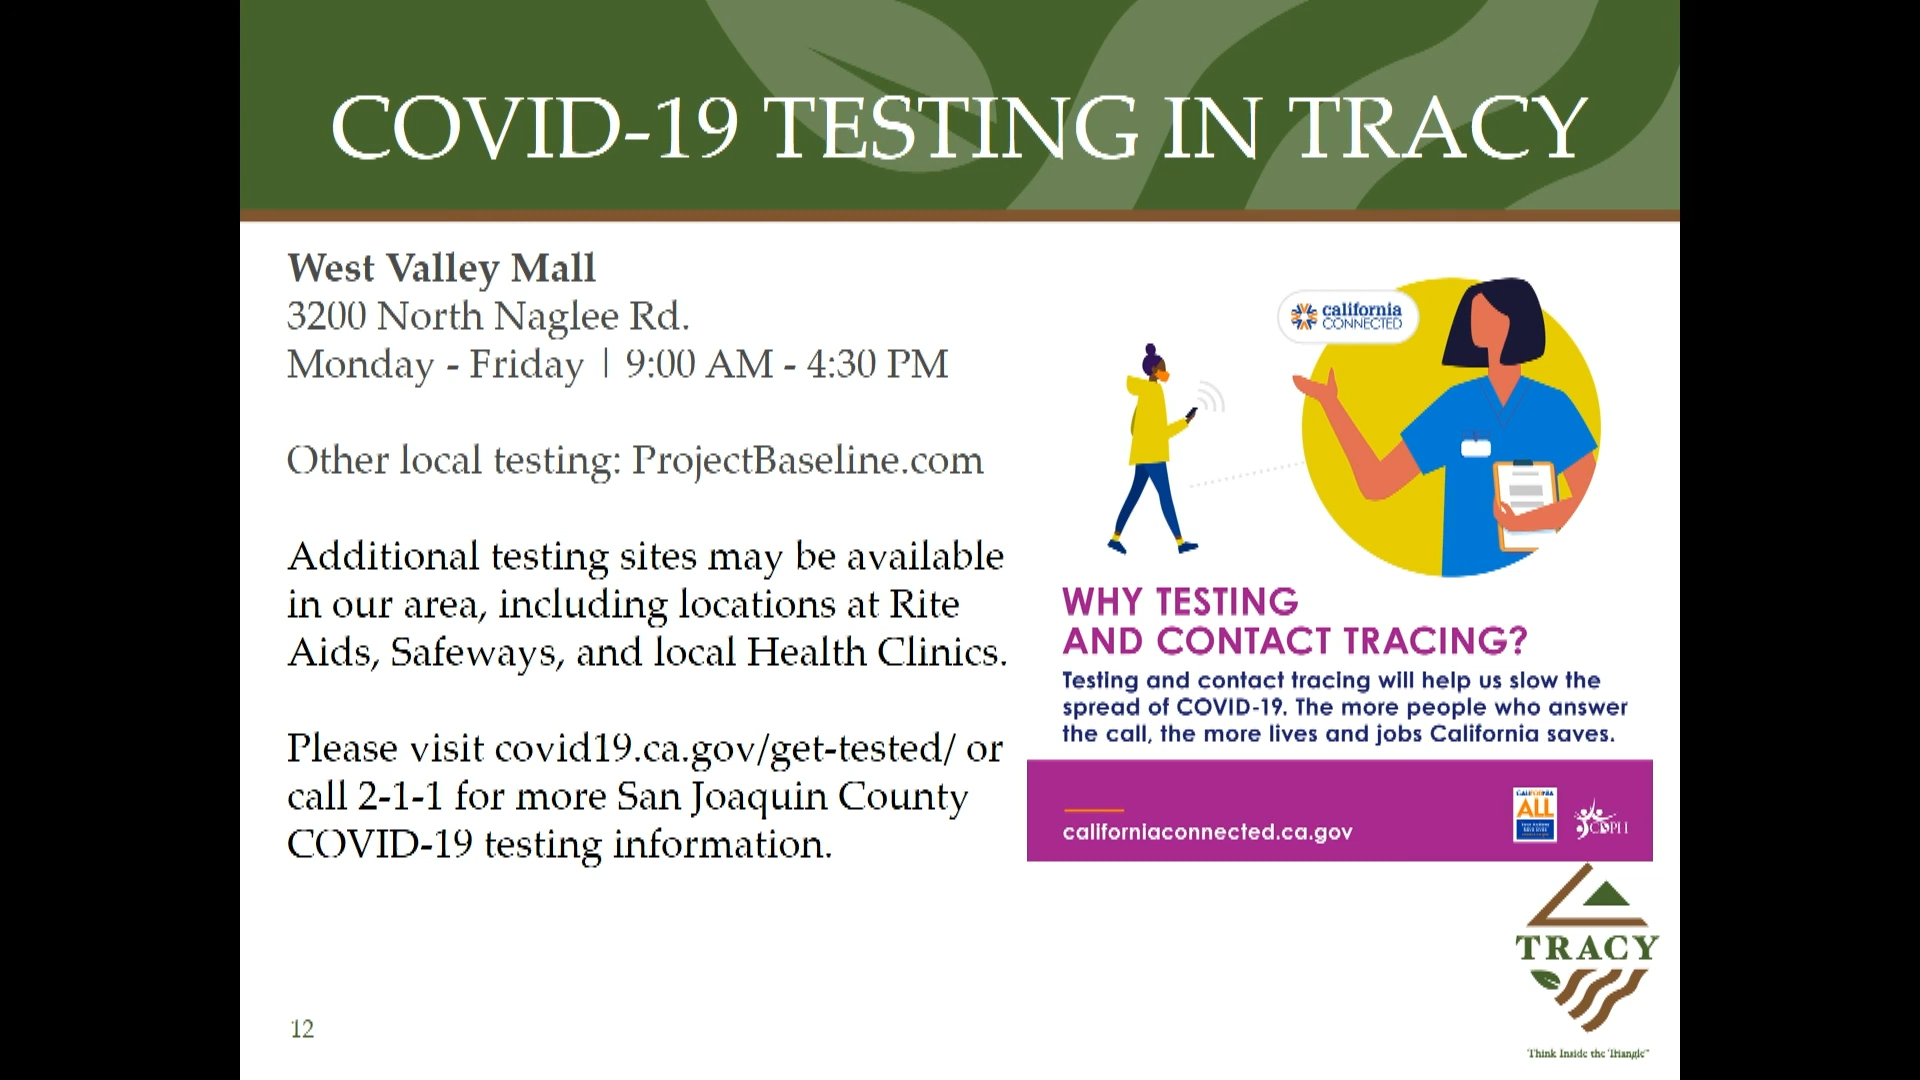 COVID-19 TESTING IN TRACY
West Valley Mall
3200 North Naglee Rd.
Monday - Friday | 9:00 AM - 4:30 PM
Other local testing: ProjectBaseline.com
Additional testing sites may be available
in our area, including locations at Rite
Aids, Safeways, and local Health Clinics.
Please visit covid19.ca.gov/get-tested/ or
call 2-1-1 for more San Joaquin County
COVID-19 testing information.
california
CONNECTED
WHY TESTING
AND CONTACT TRACING?
Testing and contact tracing will help us slow the
spread of COVID-19. The more people who answer
the call, the more lives and jobs California saves.
californiaconnected.ca.gov
CALIFORNIA
ALL
CDPH
TRACY
Think Inside the Triangle™
12